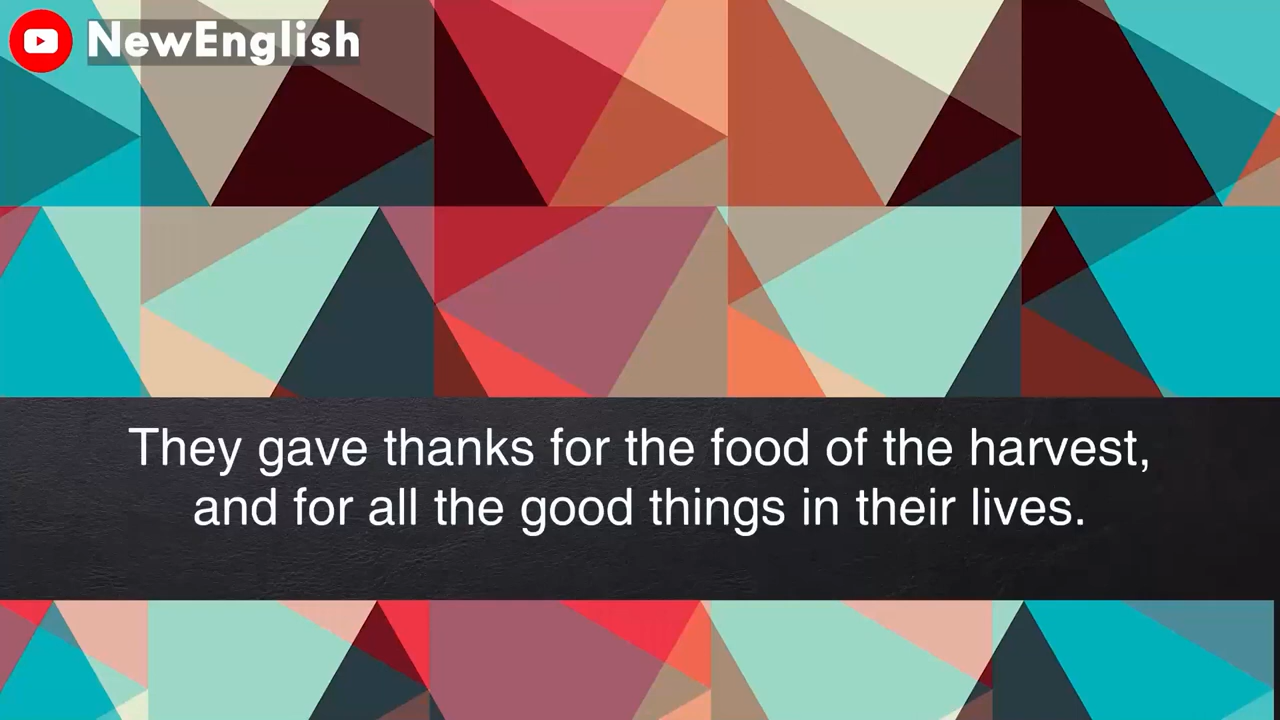 NewEnglish
They gave thanks for the food of the harvest,
and for all the good things in their lives.